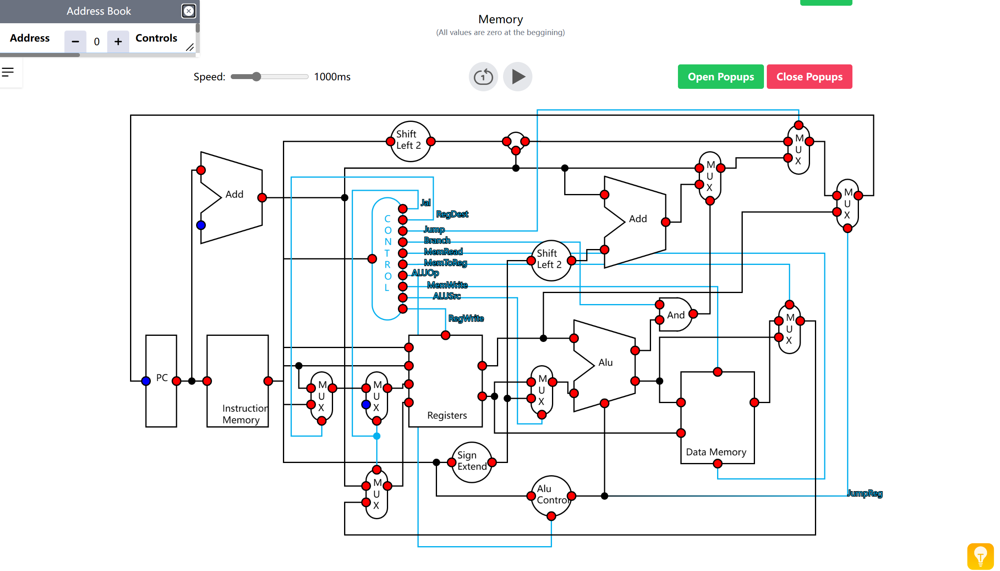 Address Book
Address
0
Controls
Memory
(All values are zero at the beggining)
Speed:
1000ms
1
Open Popups
Close Popups
Shift
Left 2
M
U
X
Add
M
U
X
M
U
X
Jal
RegDest
Jump
Branch
MemRead
MemToReg
ALUOp
MemWrite
ALUSrc
RegWrite
C
O
N
T
R
O
L
Add
Shift
Left 2
And
M
U
X
PC
Instruction
Memory
M
U
X
M
U
X
Registers
M
U
X
Alu
Data Memory
Sign
Extend
M
U
X
Alu
Control
JumpReg
T